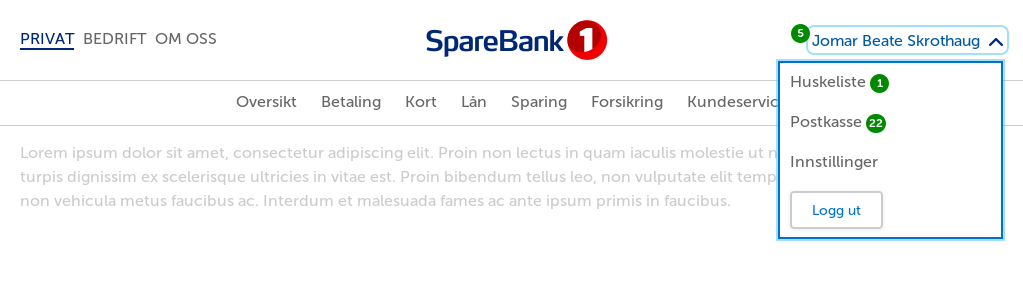 PRIVAT BEDRIFT OM OSS
SpareBank 1
5 Jomar Beate Skrothaug
Huskeliste 1
Postkasse 22
Innstillinger
Logg ut
Oversikt Betaling Kort Lån Sparing Forsikring Kundeservic
Lorem ipsum dolor sit amet, consectetur adipiscing elit. Proin non lectus in quam iaculis molestie ut n
turpis dignissim ex scelerisque ultricies in vitae est. Proin bibendum tellus leo, non vulputate elit temp
non vehicula metus faucibus ac. Interdum et malesuada fames ac ante ipsum primis in faucibus.